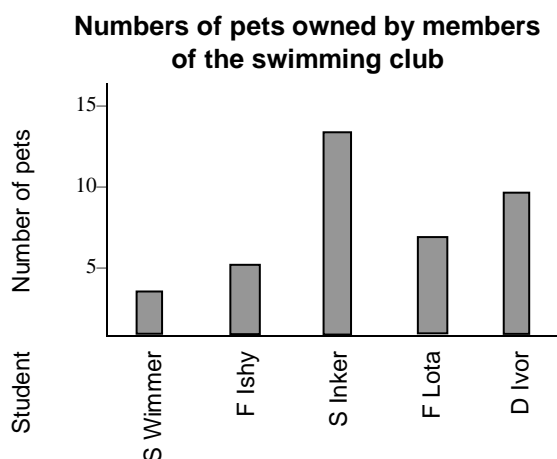 Numbers of pets owned by members
of the swimming club
Number of pets
15
10
5
Student
S Wimmer
F Ishy
S Inker
F Lota
D Ivor